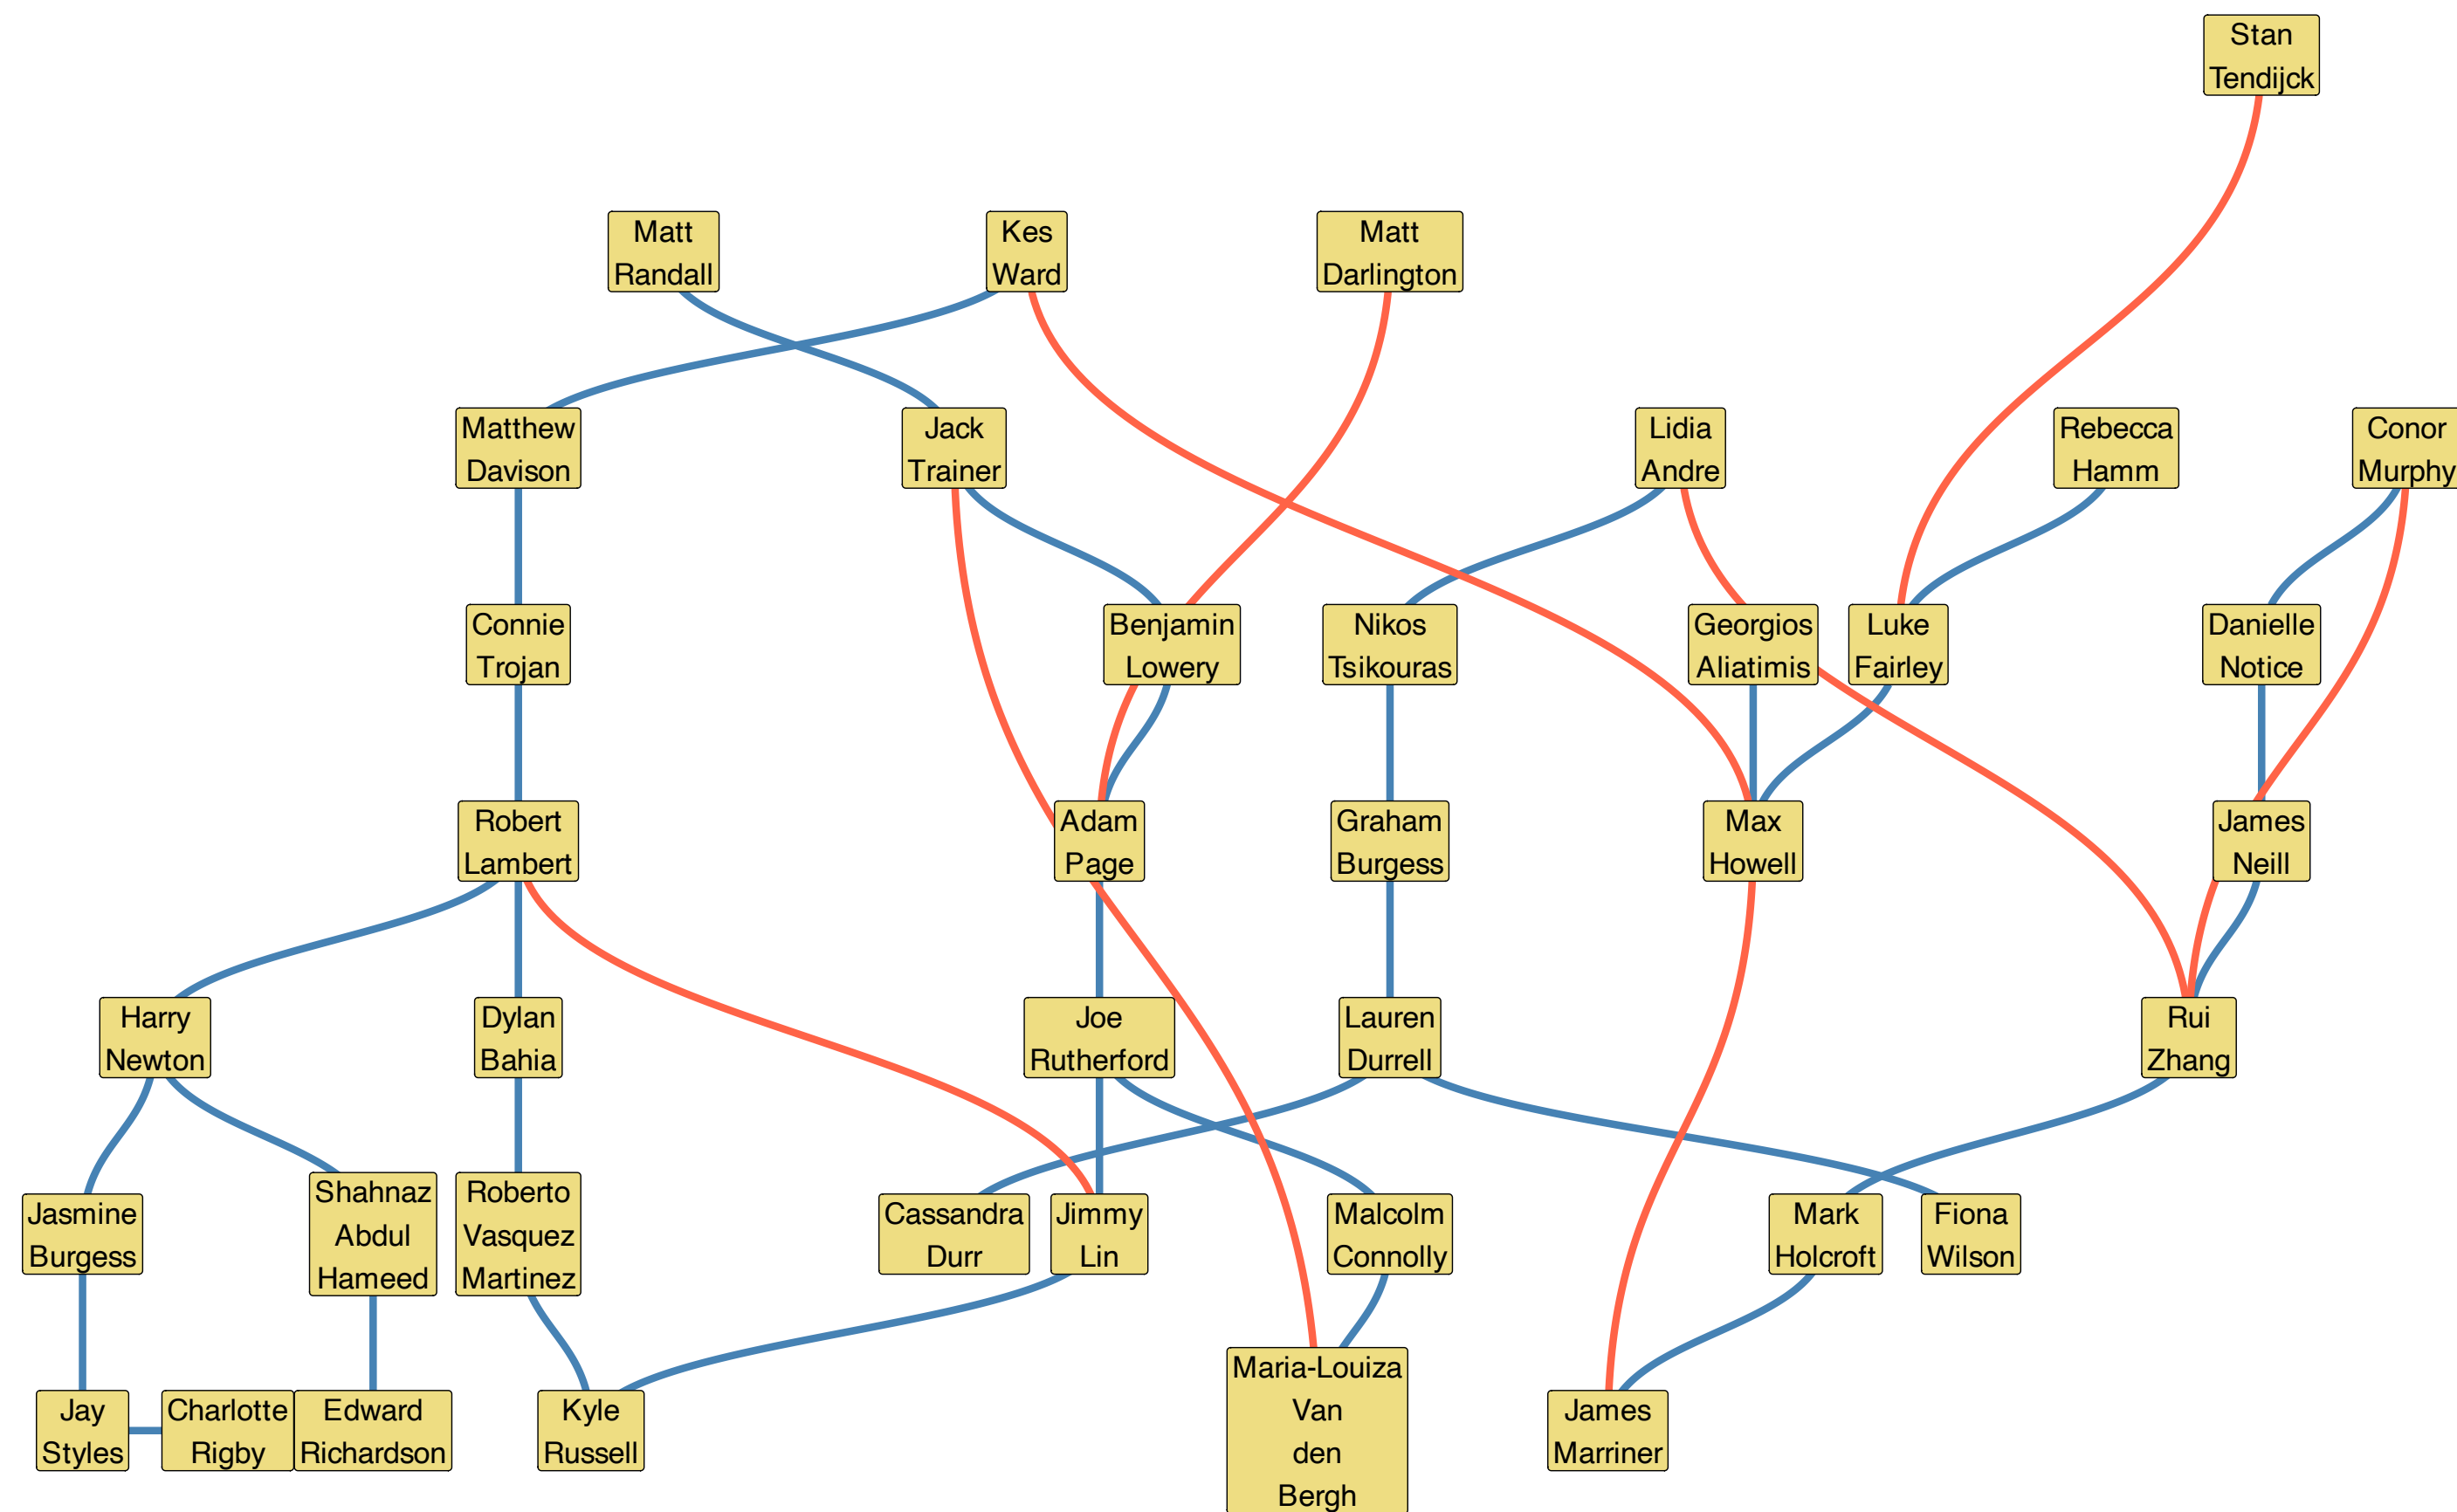 Stan
Tendijck
Matt
Randall
Kes
Ward
Matt
Darlington
Matthew
Davison
Jack
Trainer
Lidia
Andre
Rebecca
Hamm
Conor
Murphy
Connie
Trojan
Benjamin
Lowery
Nikos
Tsikouras
Georgios
Aliatimis
Luke
Fairley
Danielle
Notice
Robert
Lambert
Adam
Page
Graham
Burgess
Max
Howell
James
Neill
Harry
Newton
Dylan
Bahia
Joe
Rutherford
Lauren
Durrell
Rui
Zhang
Jasmine
Burgess
Shahnaz
Abdul
Hameed
Roberto
Vasquez
Martinez
Cassandra
Durr
Jimmy
Lin
Malcolm
Connolly
Mark
Holcroft
Fiona
Wilson
Jay
Styles
Charlotte
Rigby
Edward
Richardson
Kyle
Russell
Maria-Louiza
Van
den
Bergh
James
Marriner